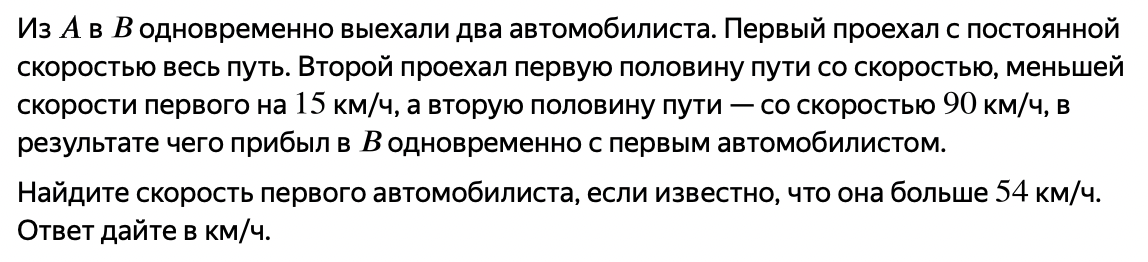 Из A в B одновременно выехали два автомобилиста. Первый проехал с постоянной
скоростью весь путь. Второй проехал первую половину пути со скоростью, меньшей
скорости первого на 15 км/ч, а вторую половину пути — со скоростью 90 км/ч, в
результате чего прибыл в B одновременно с первым автомобилистом.
Найдите скорость первого автомобилиста, если известно, что она больше 54 км/ч.
Ответ дайте в км/ч.